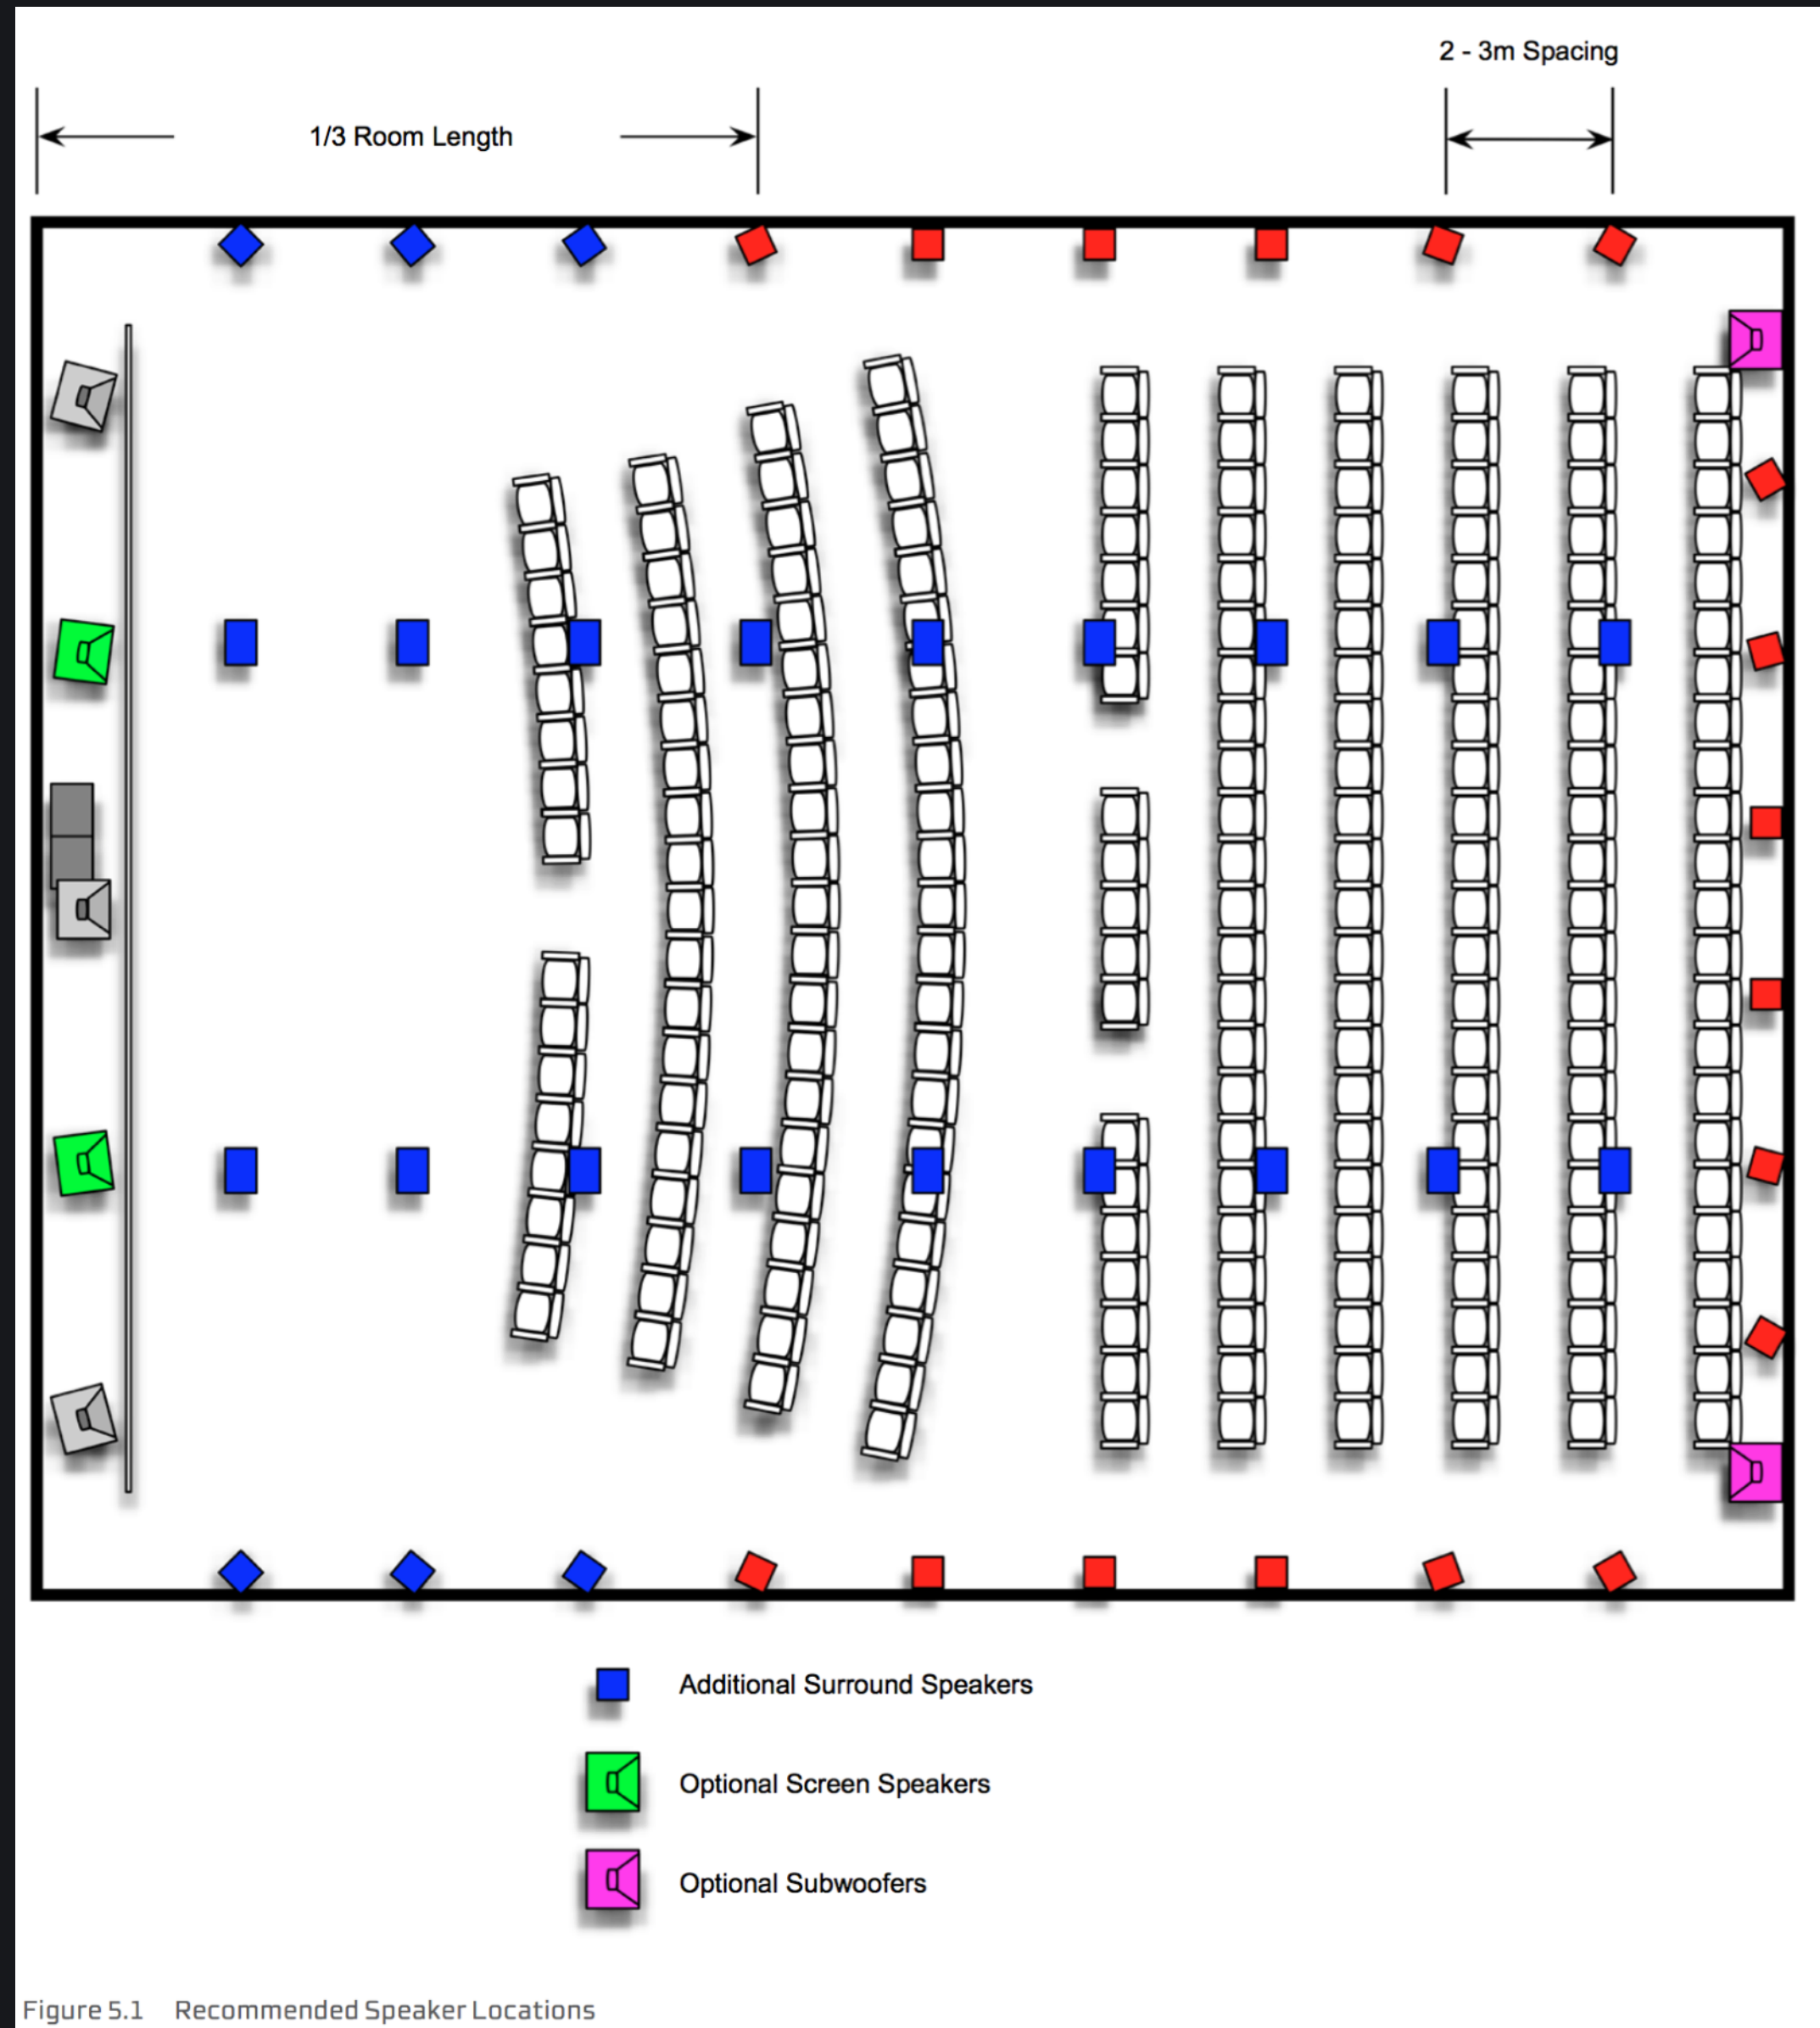 2 - 3m Spacing
1/3 Room Length
Additional Surround Speakers
Optional Screen Speakers
Optional Subwoofers
Figure 5.1 Recommended Speaker Locations